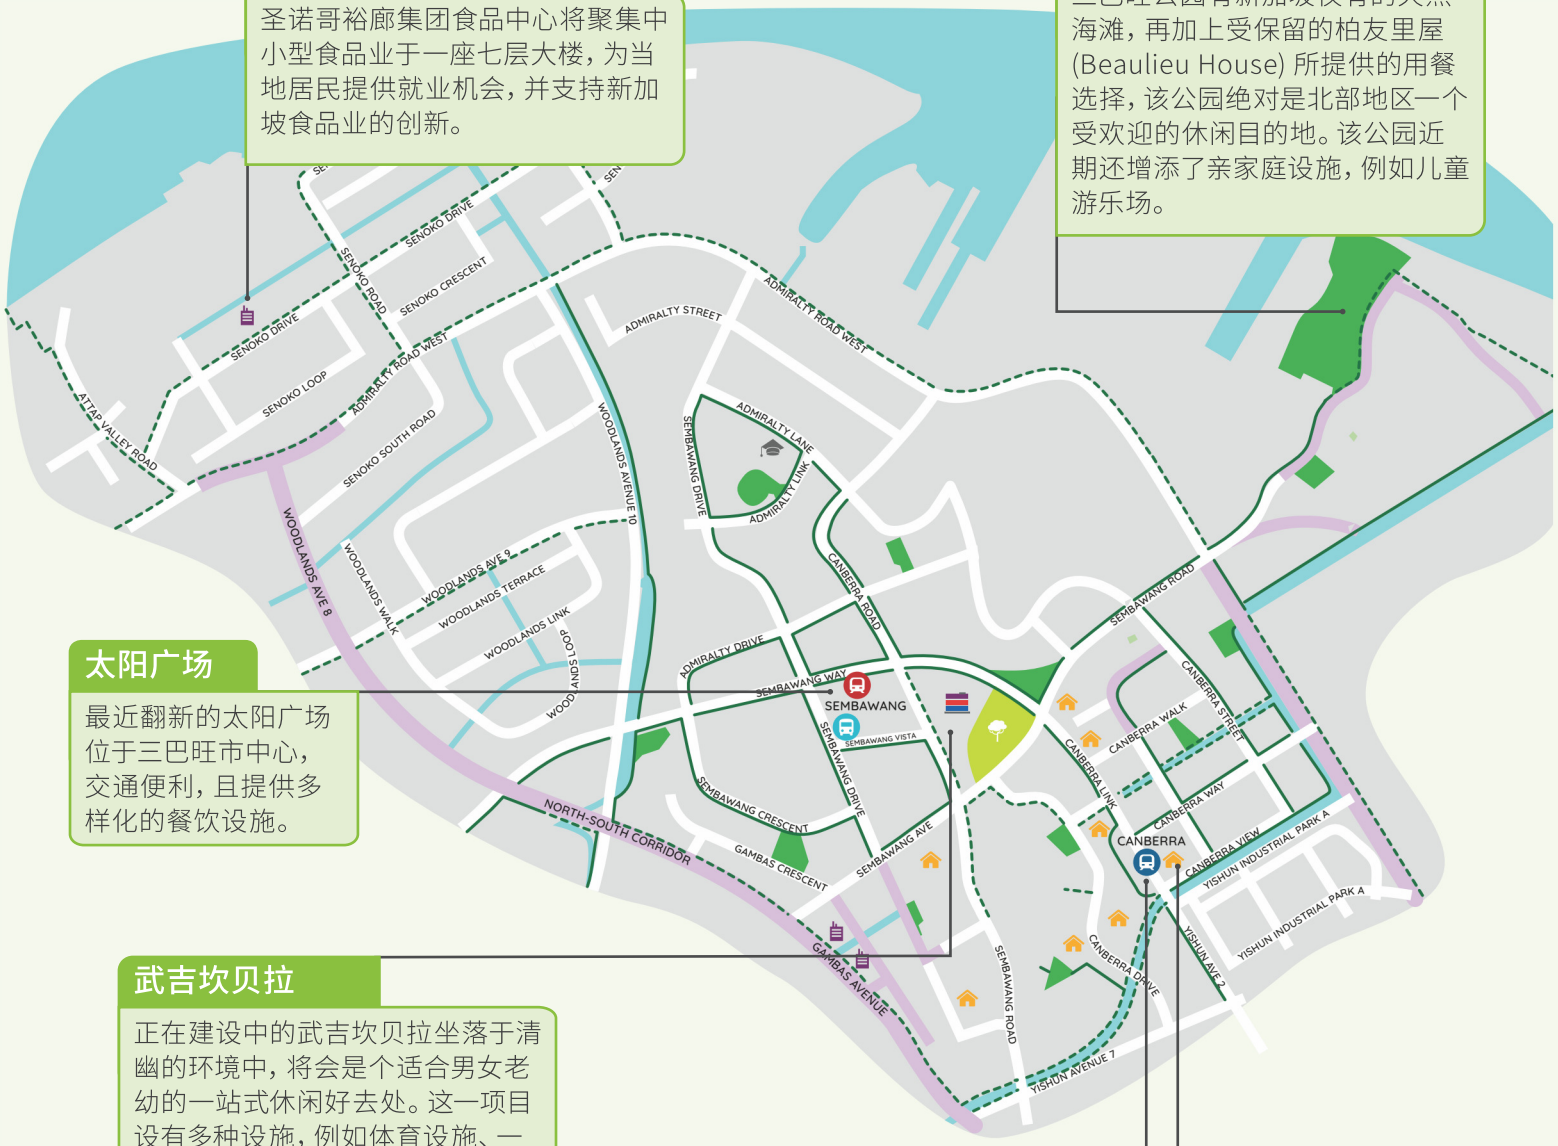 圣诺哥裕廊集团食品中心将聚集中
小型食品业于一座七层大楼，为当
地居民提供就业机会，并支持新加
坡食品业的创新。
海滩，再加上受保留的柏友里屋
(Beaulieu House) 所提供的用餐
选择，该公园绝对是北部地区一个
受欢迎的休闲目的地。该公园近
期还增添了亲家庭设施，例如儿童
游乐场。
SENOKO DRIVE
SENOKO ROAD
SENOKO CRESCENT
SENOKO DRIVE
SENOKO LOOP
ADMIRALTY ROAD WEST
SENOKO SOUTH ROAD
ATTAP VALLEY ROAD
ADMIRALTY STREET
ADMIRALTY ROAD WEST
ADMIRALTY LANE
ADMIRALTY LINK
SEMBAWANG DRIVE
WOODLANDS AVENUE 10
WOODLANDS AVE 8
WOODLANDS WALK
WOODLANDS AVE 9
WOODLANDS TERRACE
WOODLANDS LINK
WOODLANDS LOOP
CANBERRA ROAD
ADMIRALTY DRIVE
SEMBAWANG WAY
SEMBAWANG ROAD
SEMBAWANG
SEMBAWANG VISTA
SEMBAWANG DRIVE
SEMBAWANG CRESCENT
SEMBAWANG AVE
GAMBAS CRESCENT
NORTH-SOUTH CORRIDOR
GAMBAS AVENUE
CANBERRA STREET
CANBERRA WALK
CANBERRA LINK
CANBERRA WAY
CANBERRA
CANBERRA VIEW
YISHUN INDUSTRIAL PARK A
YISHUN INDUSTRIAL PARK A
CANBERRA DRIVE
YISHUN AVE 2
SEMBAWANG ROAD
YISHUN AVENUE 7
太阳广场
最近翻新的太阳广场
位于三巴旺市中心，
交通便利，且提供多
样化的餐饮设施。
武吉坎贝拉
正在建设中的武吉坎贝拉坐落于清
幽的环境中，将会是个适合男女老
幼的一站式休闲好去处。这一项目
设有多种设施，例如体育设施、一